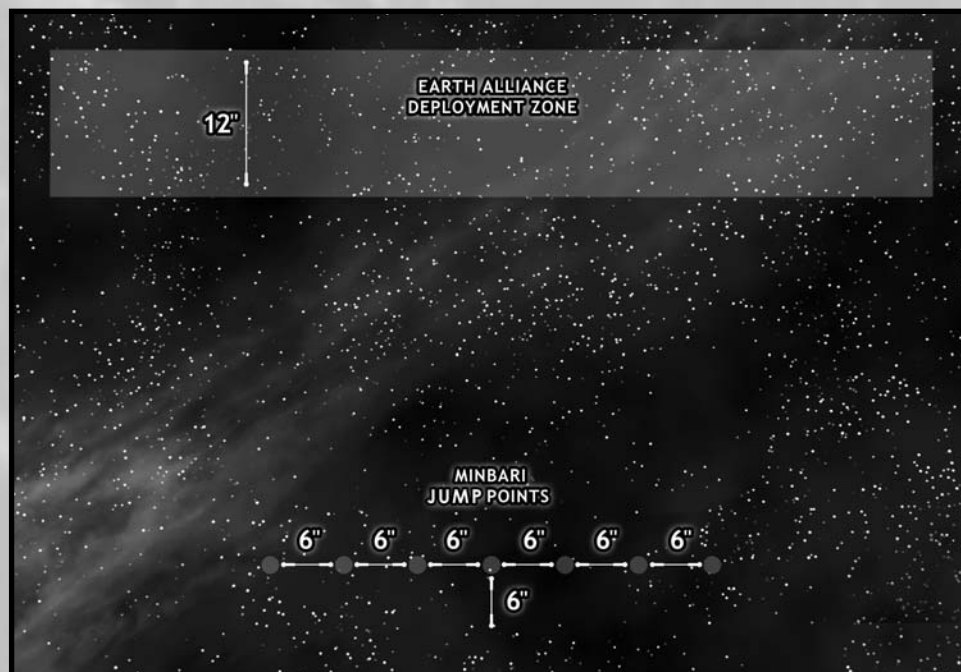 EARTH ALLIANCE
DEPLOYMENT ZONE
12"
MINBARI
JUMP POINTS
6" 6" 6" 6" 6" 6"
6"